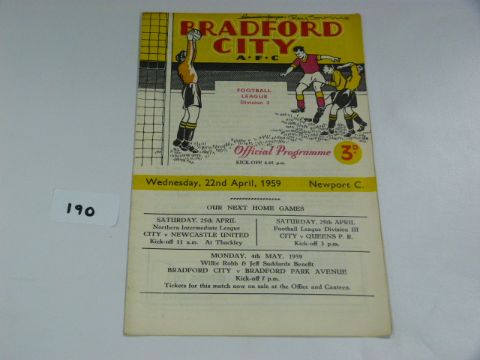 BRADFORD
CITY
A·F·C
FOOTBALL
LEAGUE
Division 3
Official Programme
3D
KICK-OFF
Wednesday, 22nd April, 1959 Newport C.
OUR NEXT HOME GAMES
SATURDAY, 25th APRIL
Northern Intermediate League
CITY v NEWCASTLE UNITED
Kick-off 11 a.m. At Thackley
SATURDAY, 25th APRIL
Football League Division III
CITY v QUEENS P. R.
Kick-off 3 p.m.
MONDAY, 4th MAY, 1959
Willie Robb & Jeff Suddards Benefit
BRADFORD CITY v BRADFORD PARK AVENUE!
Kick-off 7 p.m.
Tickets for this match now on sale at the Office and Canteen.
190